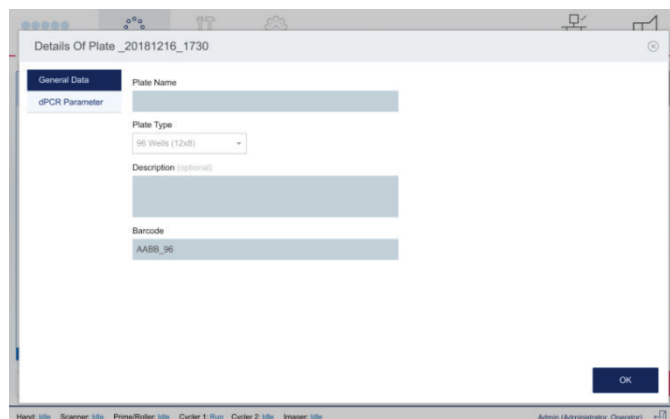 Details Of Plate _20181216_1730
General Data
dPCR Parameter
Plate Name
Plate Type
96 Wells (12x8)
Description (optional)
Barcode
AABB_96
OK
Hand: Idle Scanner: Idle Prime/Roller: Idle Cycler 1: Run Cycler 2: Idle Imager: Idle Admin (Administrator, Operator)